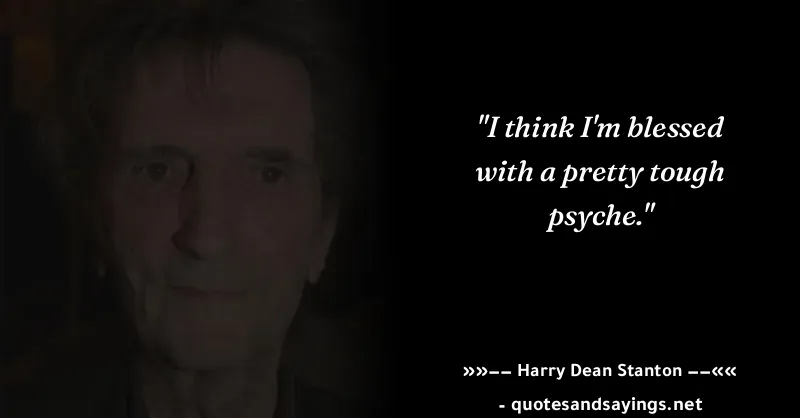 "I think I'm blessed
with a pretty tough
psyche."
»»–– Harry Dean Stanton ––««
- quotesandsayings.net